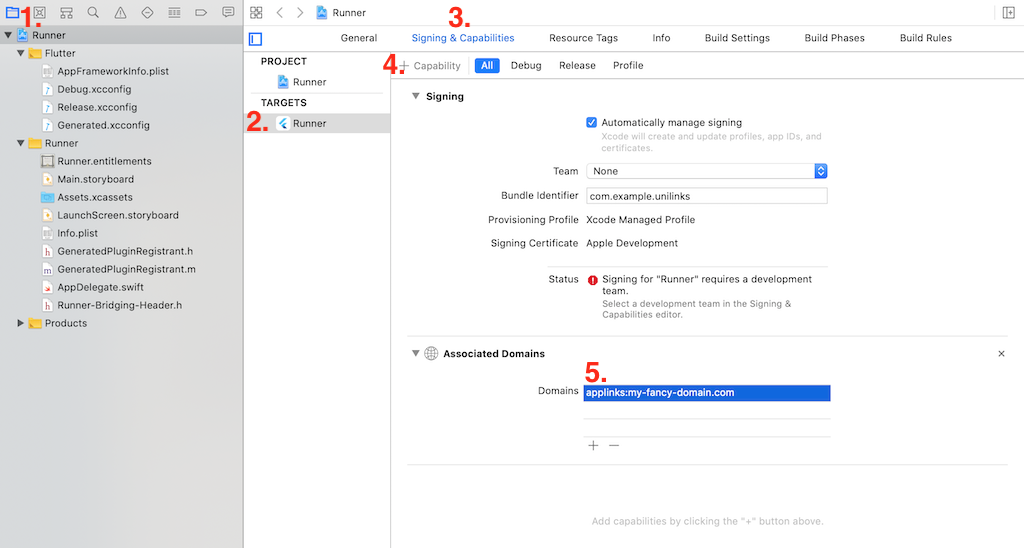 1.
Runner
3.
Runner
Flutter
AppFrameworkInfo.plist
Debug.xcconfig
Release.xcconfig
Generated.xcconfig
Runner
Runner.entitlements
Main.storyboard
Assets.xcassets
LaunchScreen.storyboard
Info.plist
GeneratedPluginRegistrant.h
GeneratedPluginRegistrant.m
AppDelegate.swift
Runner-Bridging-Header.h
Products
General Signing & Capabilities Resource Tags Info Build Settings Build Phases Build Rules
PROJECT
Runner
TARGETS
2. Runner
4. + Capability All Debug Release Profile
Signing
Automatically manage signing
Xcode will create and update profiles, app IDs, and
certificates.
Team None
Bundle Identifier com.example.unilinks
Provisioning Profile Xcode Managed Profile
Signing Certificate Apple Development
Status Signing for "Runner" requires a development
team.
Select a development team in the Signing &
Capabilities editor.
Associated Domains
5.
Domains applinks:my-fancy-domain.com
Add capabilities by clicking the "+" button above.